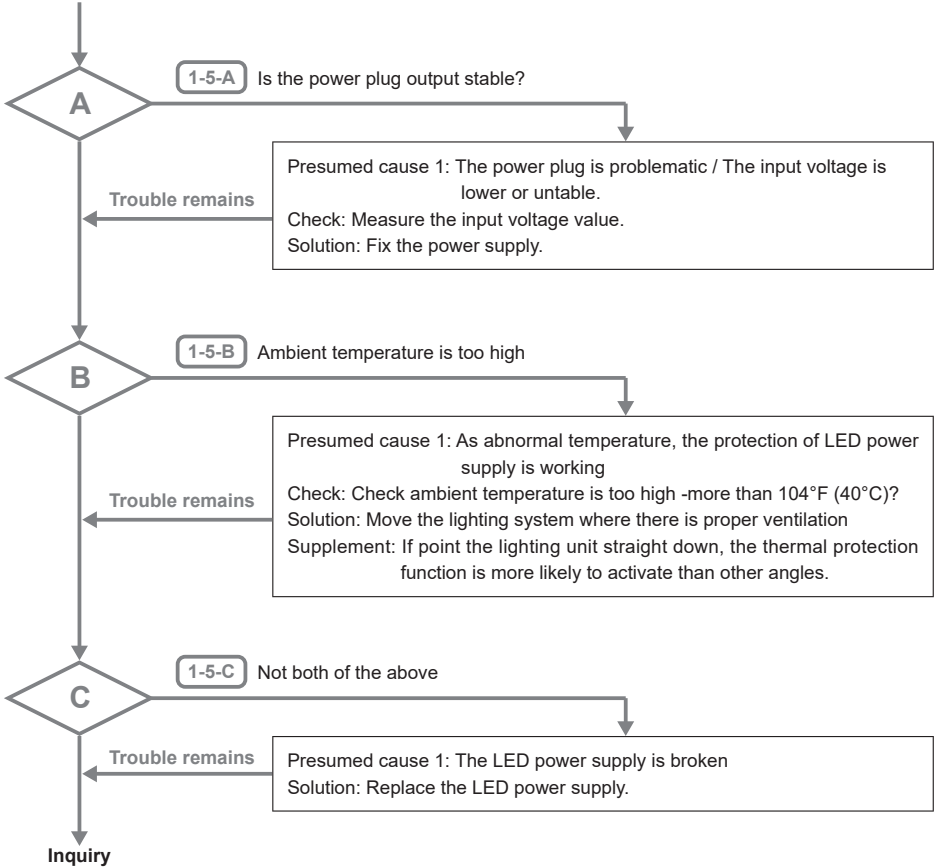 1-5-A Is the power plug output stable?
A
Presumed cause 1: The power plug is problematic / The input voltage is
lower or untable.
Trouble remains
Check: Measure the input voltage value.
Solution: Fix the power supply.
1-5-B Ambient temperature is too high
B
Presumed cause 1: As abnormal temperature, the protection of LED power
supply is working
Check: Check ambient temperature is too high -more than 104°F (40°C)?
Trouble remains
Solution: Move the lighting system where there is proper ventilation
Supplement: If point the lighting unit straight down, the thermal protection
function is more likely to activate than other angles.
1-5-C Not both of the above
C
Trouble remains
Presumed cause 1: The LED power supply is broken
Solution: Replace the LED power supply.
Inquiry